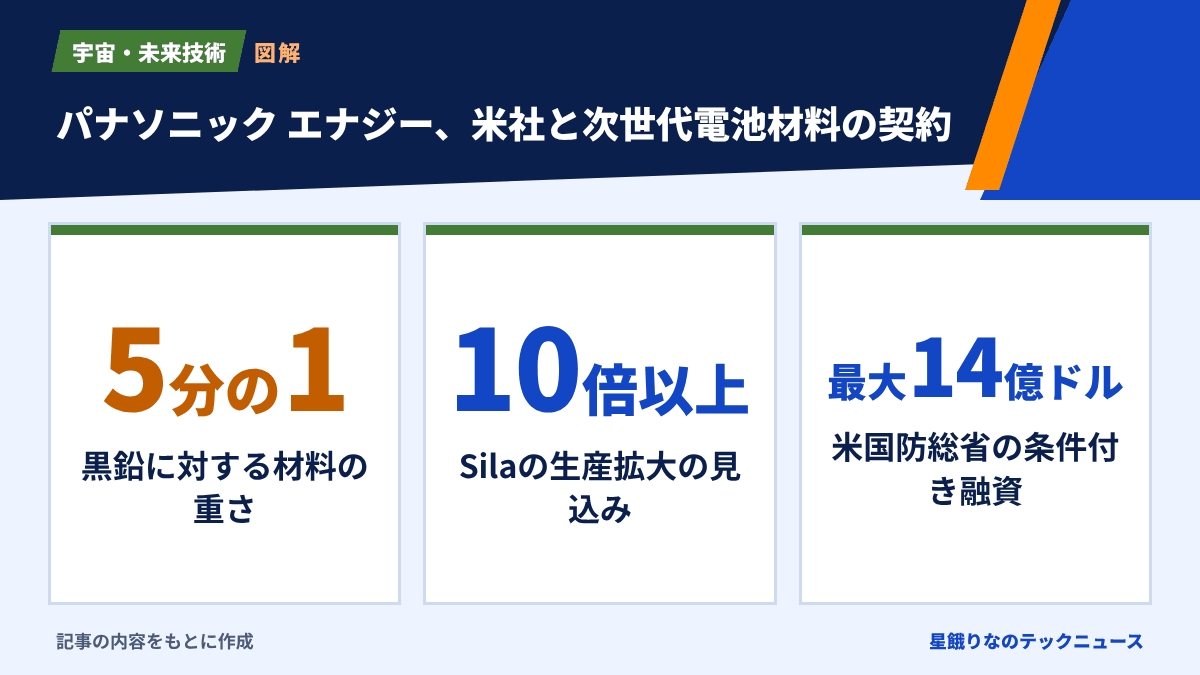 宇宙・未来技術 図解
パナソニック エナジー、米社と次世代電池材料の契約
5分の1
黒鉛に対する材料の
重さ
10倍以上
Silaの生産拡大の見
込み
最大14億ドル
米国防総省の条件付
き融資
記事の内容をもとに作成
星餓りなのテックニュース